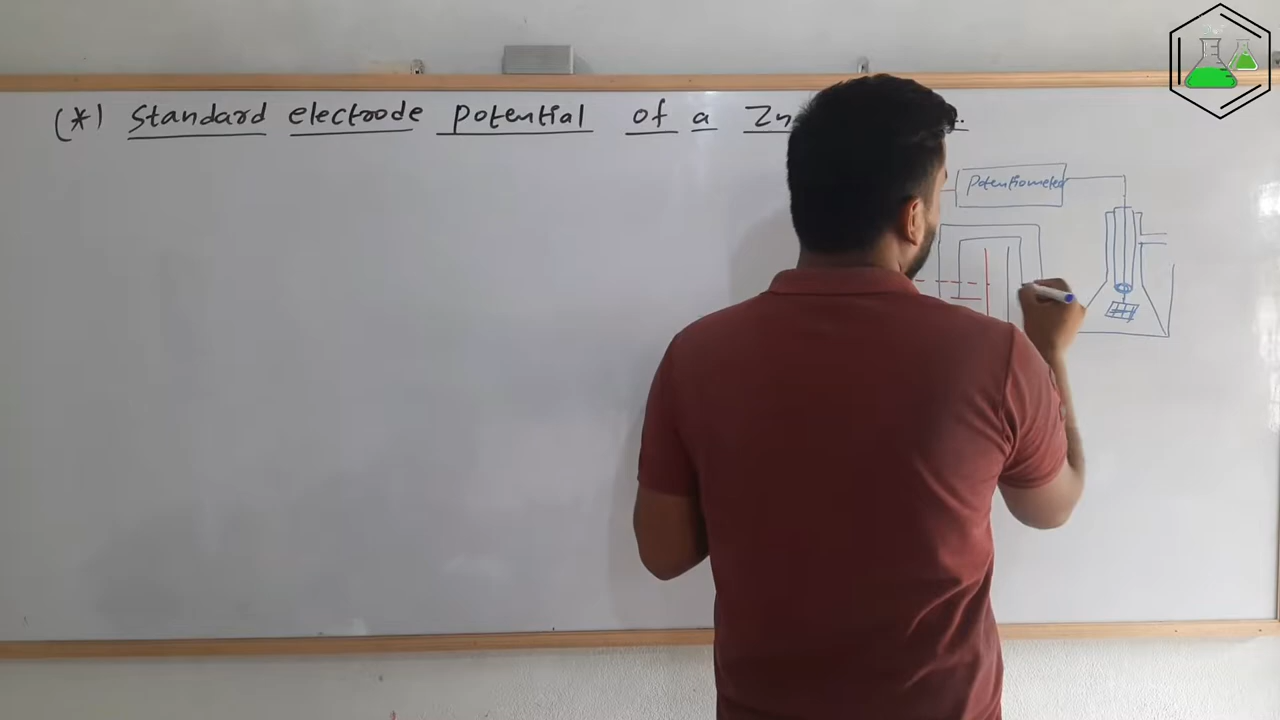 (*) Standard electrode potential of a Zn
Potentiometer